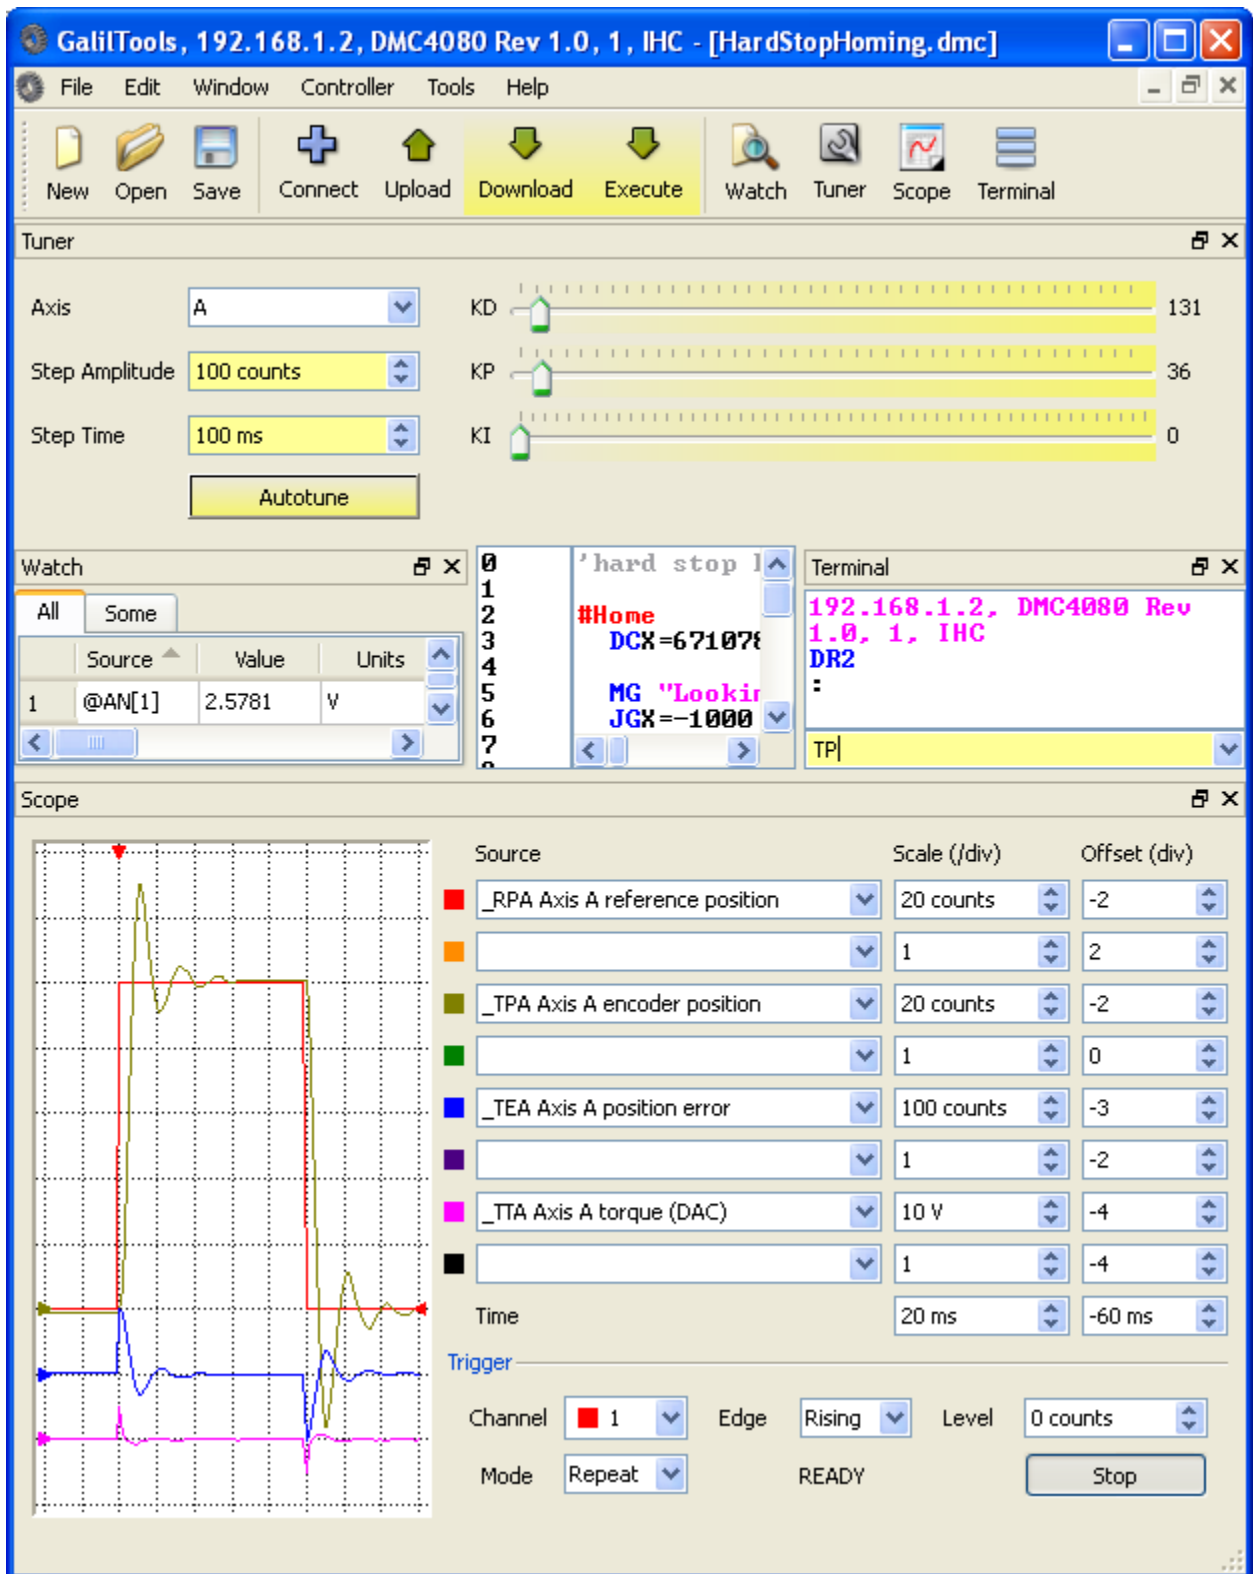 GalilTools, 192.168.1.2, DMC4080 Rev 1.0, 1, IHC - [HardStopHoming.dmc]
File Edit Window Controller Tools Help
New Open Save Connect Upload Download Execute Watch Tuner Scope Terminal
Tuner
Axis A KD 131
Step Amplitude 100 counts KP 36
Step Time 100 ms KI 0
Autotune
Watch
All Some
Source Value Units
1 @AN[1] 2.5781 V
0 'hard stop
1
2 #Home
3 DCX=671078
4
5 MG "Lookin
6 JGX=-1000
7
Terminal
192.168.1.2, DMC4080 Rev
1.0, 1, IHC
DR2
:
TP
Scope
Source Scale (/div) Offset (div)
_RPA Axis A reference position 20 counts -2
1 2
_TPA Axis A encoder position 20 counts -2
1 0
_TEA Axis A position error 100 counts -3
1 -2
_TTA Axis A torque (DAC) 10 V -4
1 -4
Time 20 ms -60 ms
Trigger
Channel 1 Edge Rising Level 0 counts
Mode Repeat READY Stop